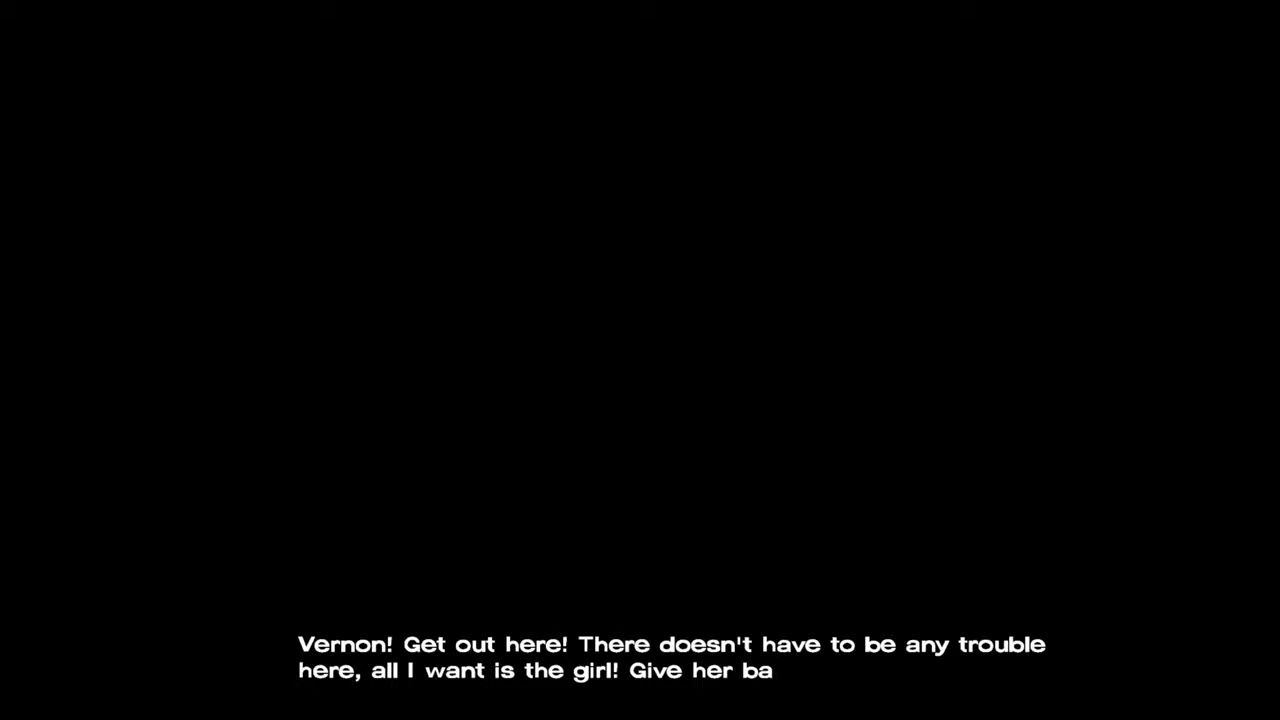 Vernon! Get out here! There doesn't have to be any trouble
here, all I want is the girl! Give her ba